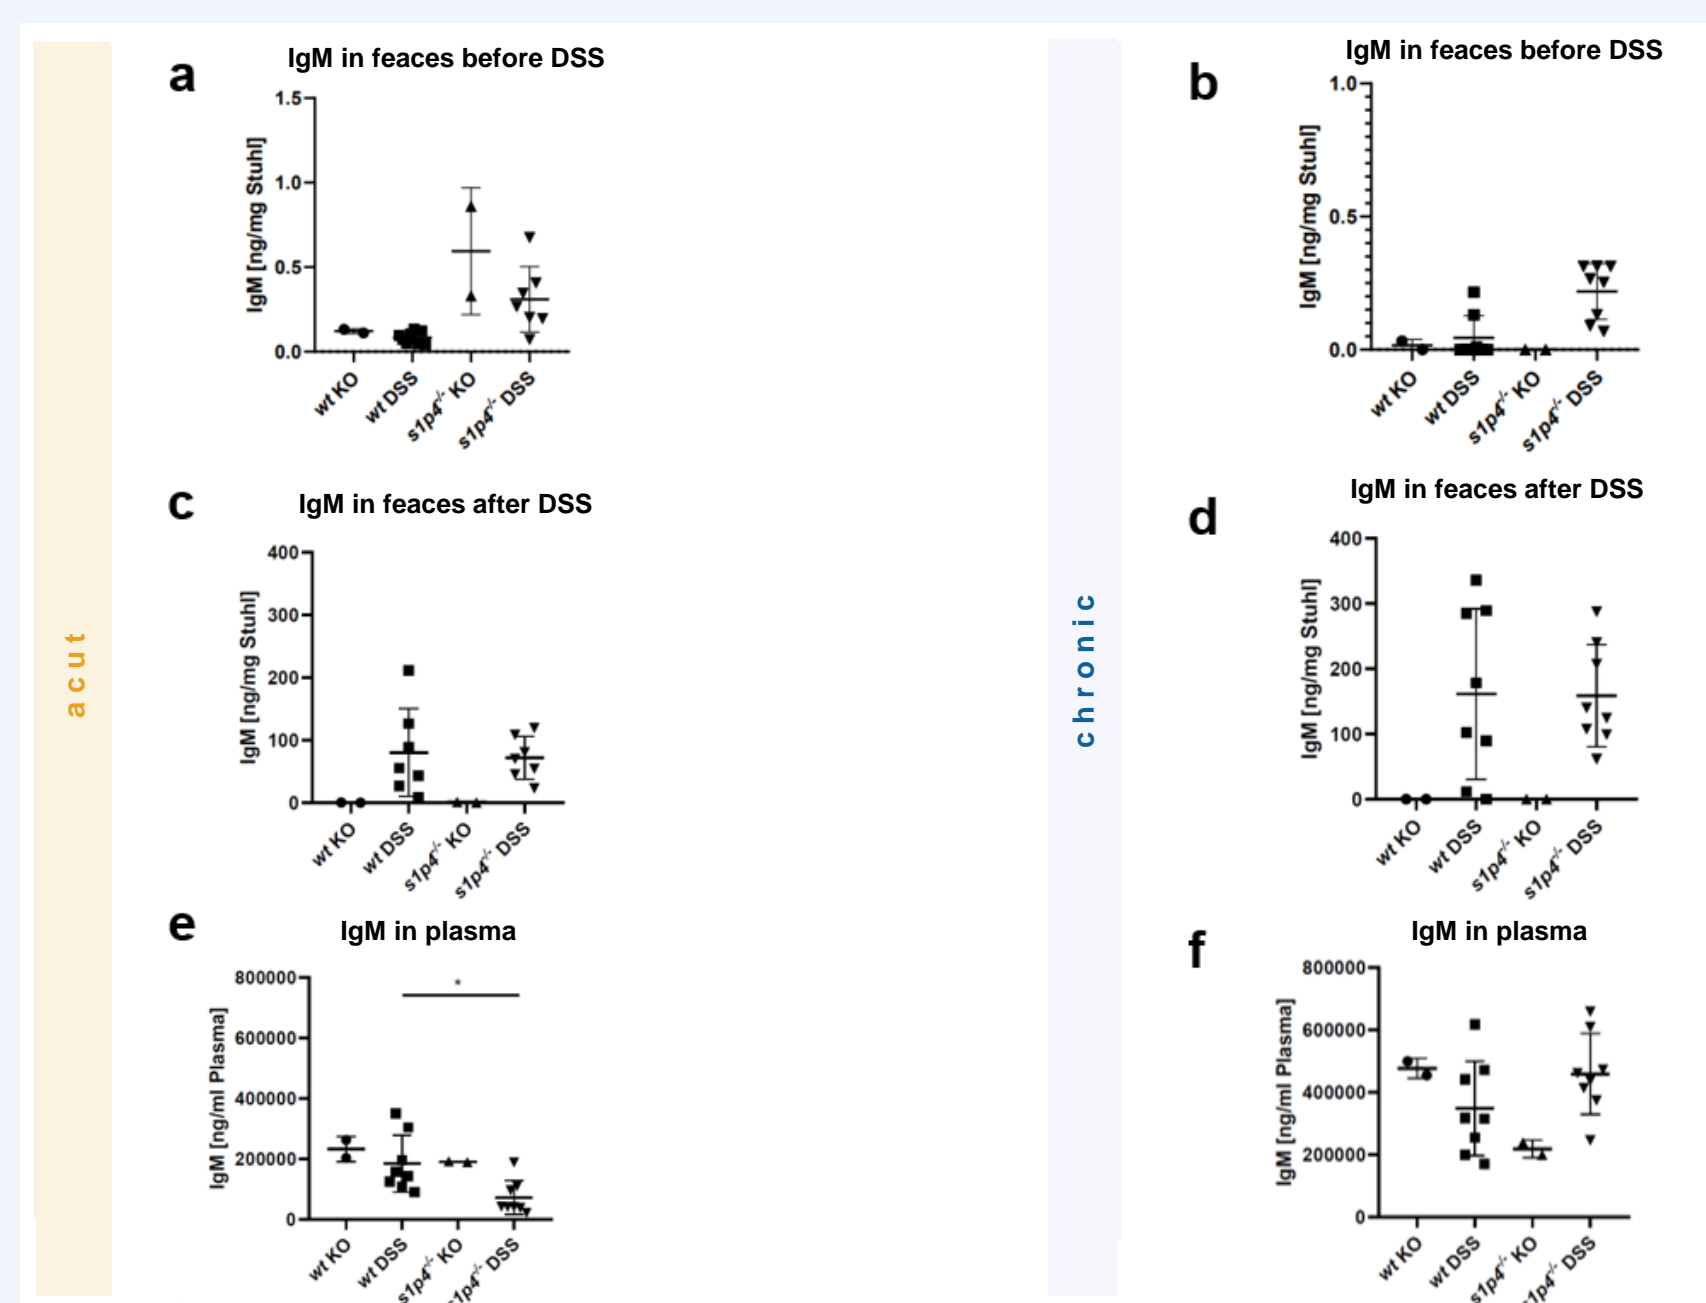 acut
a
IgM in feaces before DSS
IgM [ng/mg Stuhl]
1.5
1.0
0.5
0.0
wt KO
wt DSS
s1p4-/- KO
s1p4-/- DSS
c
IgM in feaces after DSS
IgM [ng/mg Stuhl]
400
300
200
100
0
wt KO
wt DSS
s1p4-/- KO
s1p4-/- DSS
e
IgM in plasma
IgM [ng/ml Plasma]
800000
600000
400000
200000
0
*
wt KO
wt DSS
s1p4-/- KO
s1p4-/- DSS
chronic
b
IgM in feaces before DSS
IgM [ng/mg Stuhl]
1.0
0.5
0.0
wt KO
wt DSS
s1p4-/- KO
s1p4-/- DSS
d
IgM in feaces after DSS
IgM [ng/mg Stuhl]
400
300
200
100
0
wt KO
wt DSS
s1p4-/- KO
s1p4-/- DSS
f
IgM in plasma
IgM [ng/ml Plasma]
800000
600000
400000
200000
0
wt KO
wt DSS
s1p4-/- KO
s1p4-/- DSS